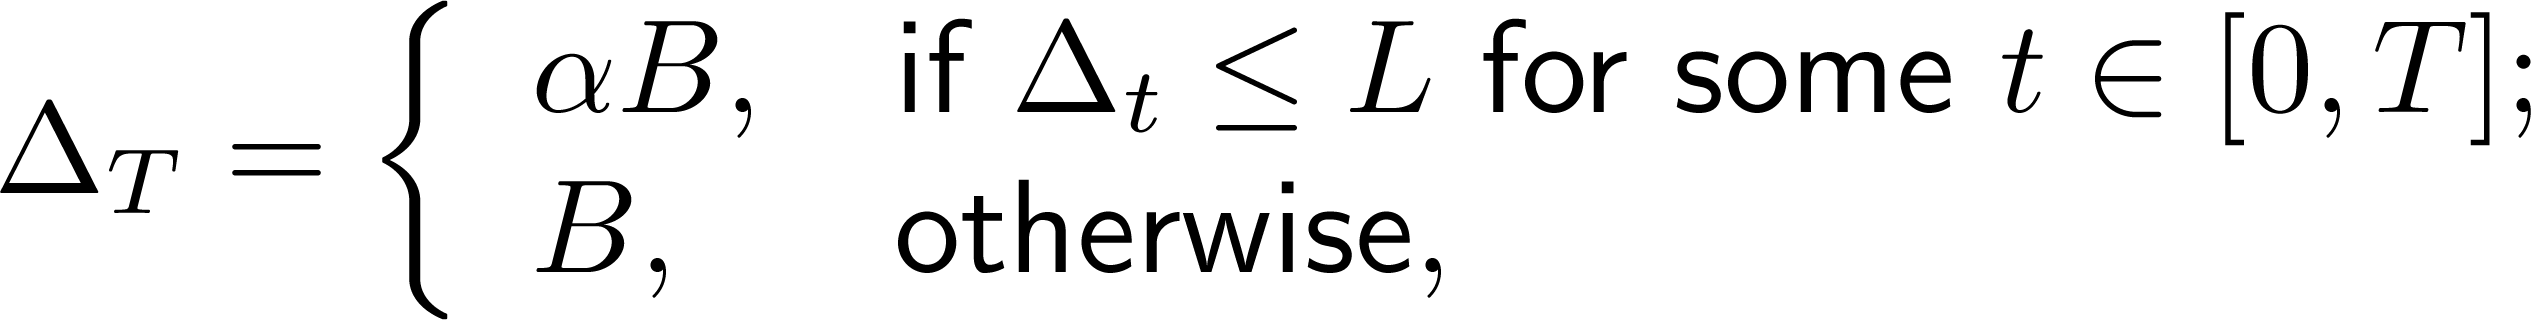 Δ_T = { αB, if Δ_t ≤ L for some t ∈ [0, T];
B, otherwise,